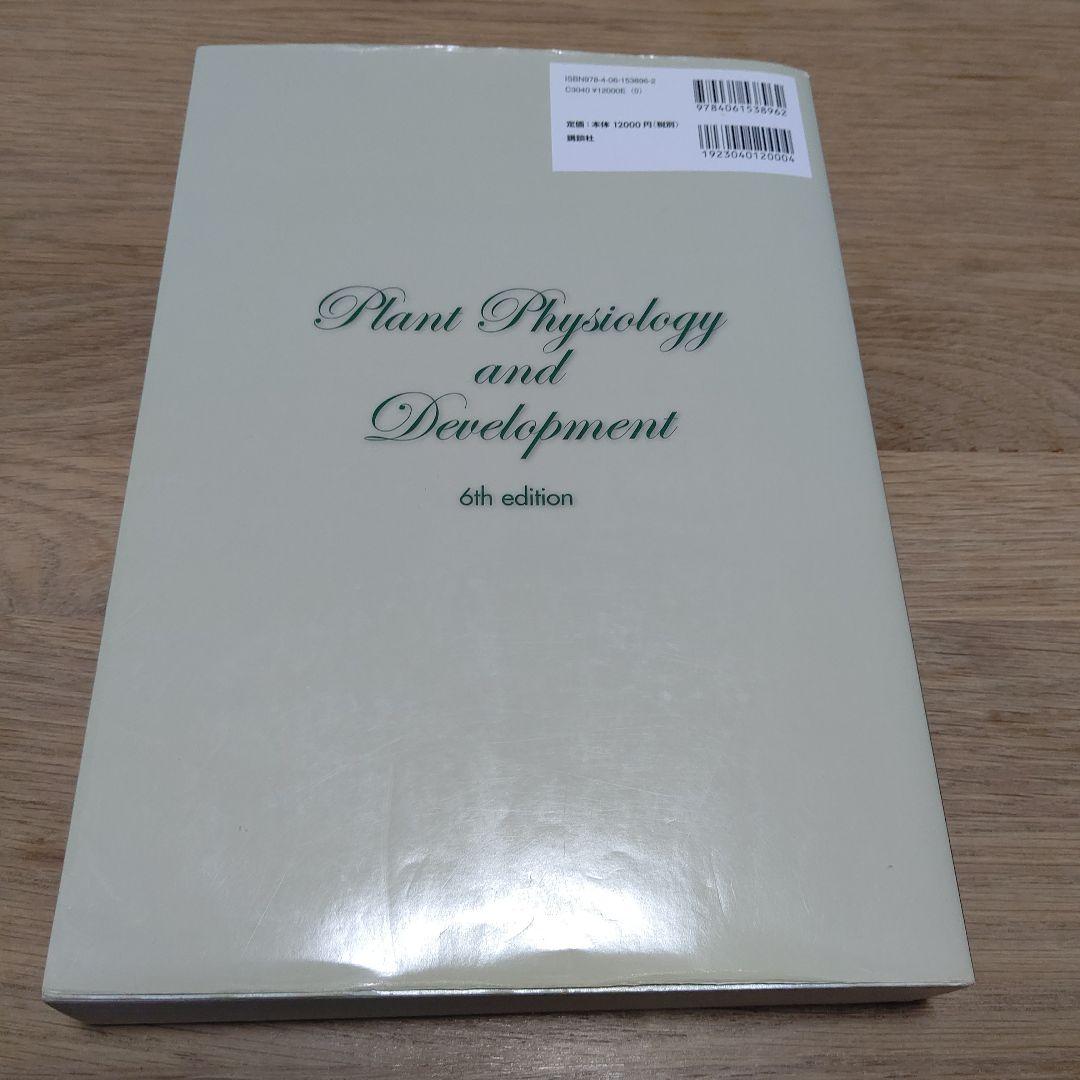 ISBN978-4-06-153896-2
C3040 ¥12000E (0)
定価:本体 12000 円(税別)
講談社
9784061538962
1923040120004
Plant Physiology
and
Development
6th edition